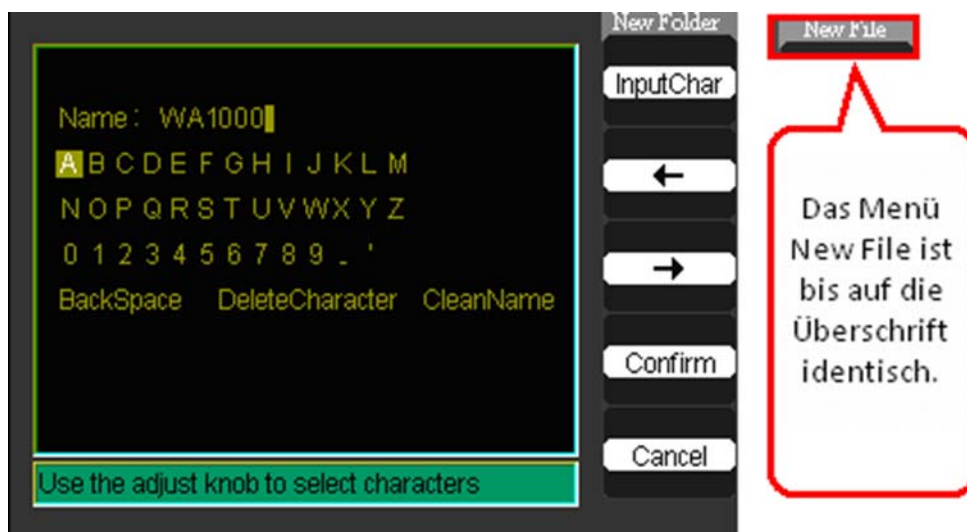 New Folder
Name: WA1000
A B C D E F G H I J K L M
N O P Q R S T U V W X Y Z
0 1 2 3 4 5 6 7 8 9 _ '
BackSpace DeleteCharacter CleanName
Use the adjust knob to select characters
InputChar
←
→
Confirm
Cancel
New File
Das Menü
New File ist
bis auf die
Überschrift
identisch.